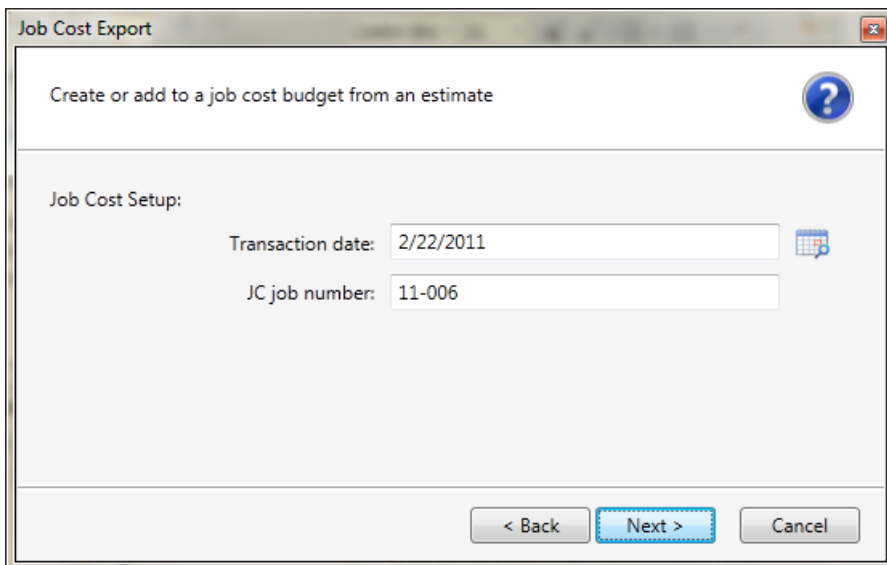 Job Cost Export
Create or add to a job cost budget from an estimate
Job Cost Setup:
Transaction date: 2/22/2011
JC job number: 11-006
< Back Next > Cancel